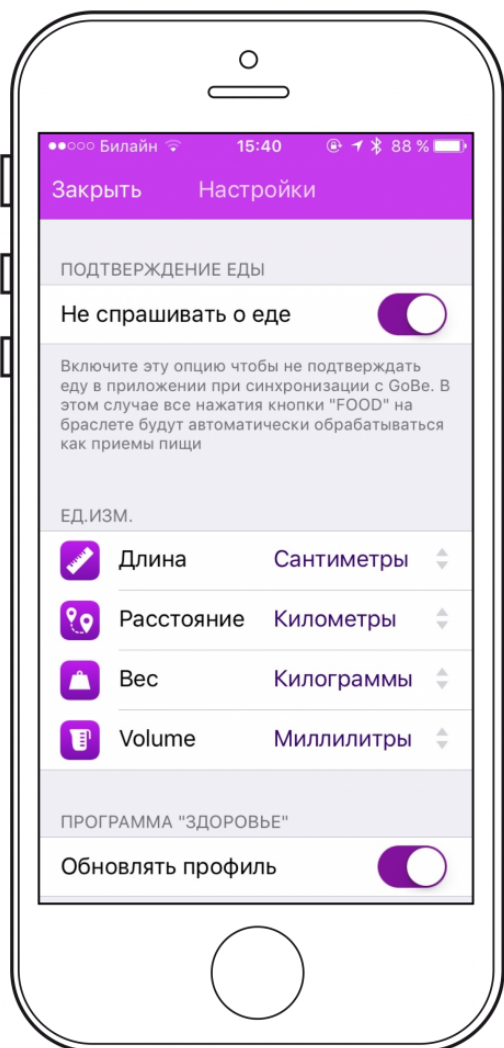 Билайн 15:40 88 %
Закрыть Настройки
ПОДТВЕРЖДЕНИЕ ЕДЫ
Не спрашивать о еде
Включите эту опцию чтобы не подтверждать
еду в приложении при синхронизации с GoBe. В
этом случае все нажатия кнопки "FOOD" на
браслете будут автоматически обрабатываться
как приемы пищи
ЕД.ИЗМ.
Длина Сантиметры
Расстояние Километры
Вес Килограммы
Volume Миллилитры
ПРОГРАММА "ЗДОРОВЬЕ"
Обновлять профиль